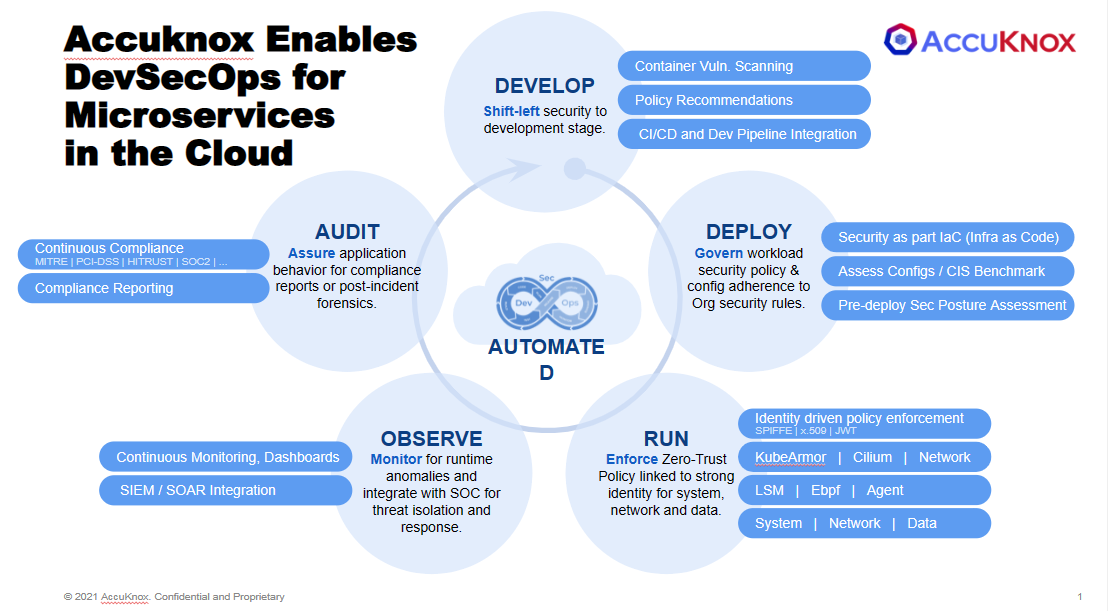 Accuknox Enables
DevSecOps for
Microservices
in the Cloud
ACCUKNOX
DEVELOP
Shift-left security to
development stage.
Container Vuln. Scanning
Policy Recommendations
CI/CD and Dev Pipeline Integration
AUDIT
Assure application
behavior for compliance
reports or post-incident
forensics.
Continuous Compliance
MITRE | PCI-DSS | HITRUST | SOC2 | ...
Compliance Reporting
DEPLOY
Govern workload
security policy &
config adherence to
Org security rules.
Security as part IaC (Infra as Code)
Assess Configs / CIS Benchmark
Pre-deploy Sec Posture Assessment
Sec
Dev
Ops
AUTOMATE
D
OBSERVE
Monitor for runtime
anomalies and
integrate with SOC for
threat isolation and
response.
Continuous Monitoring, Dashboards
SIEM / SOAR Integration
RUN
Enforce Zero-Trust
Policy linked to strong
identity for system,
network and data.
Identity driven policy enforcement
SPIFFE | x.509 | JWT
KubeArmor | Cilium | Network
LSM | Ebpf | Agent
System | Network | Data
© 2021 AccuKnox. Confidential and Proprietary
1